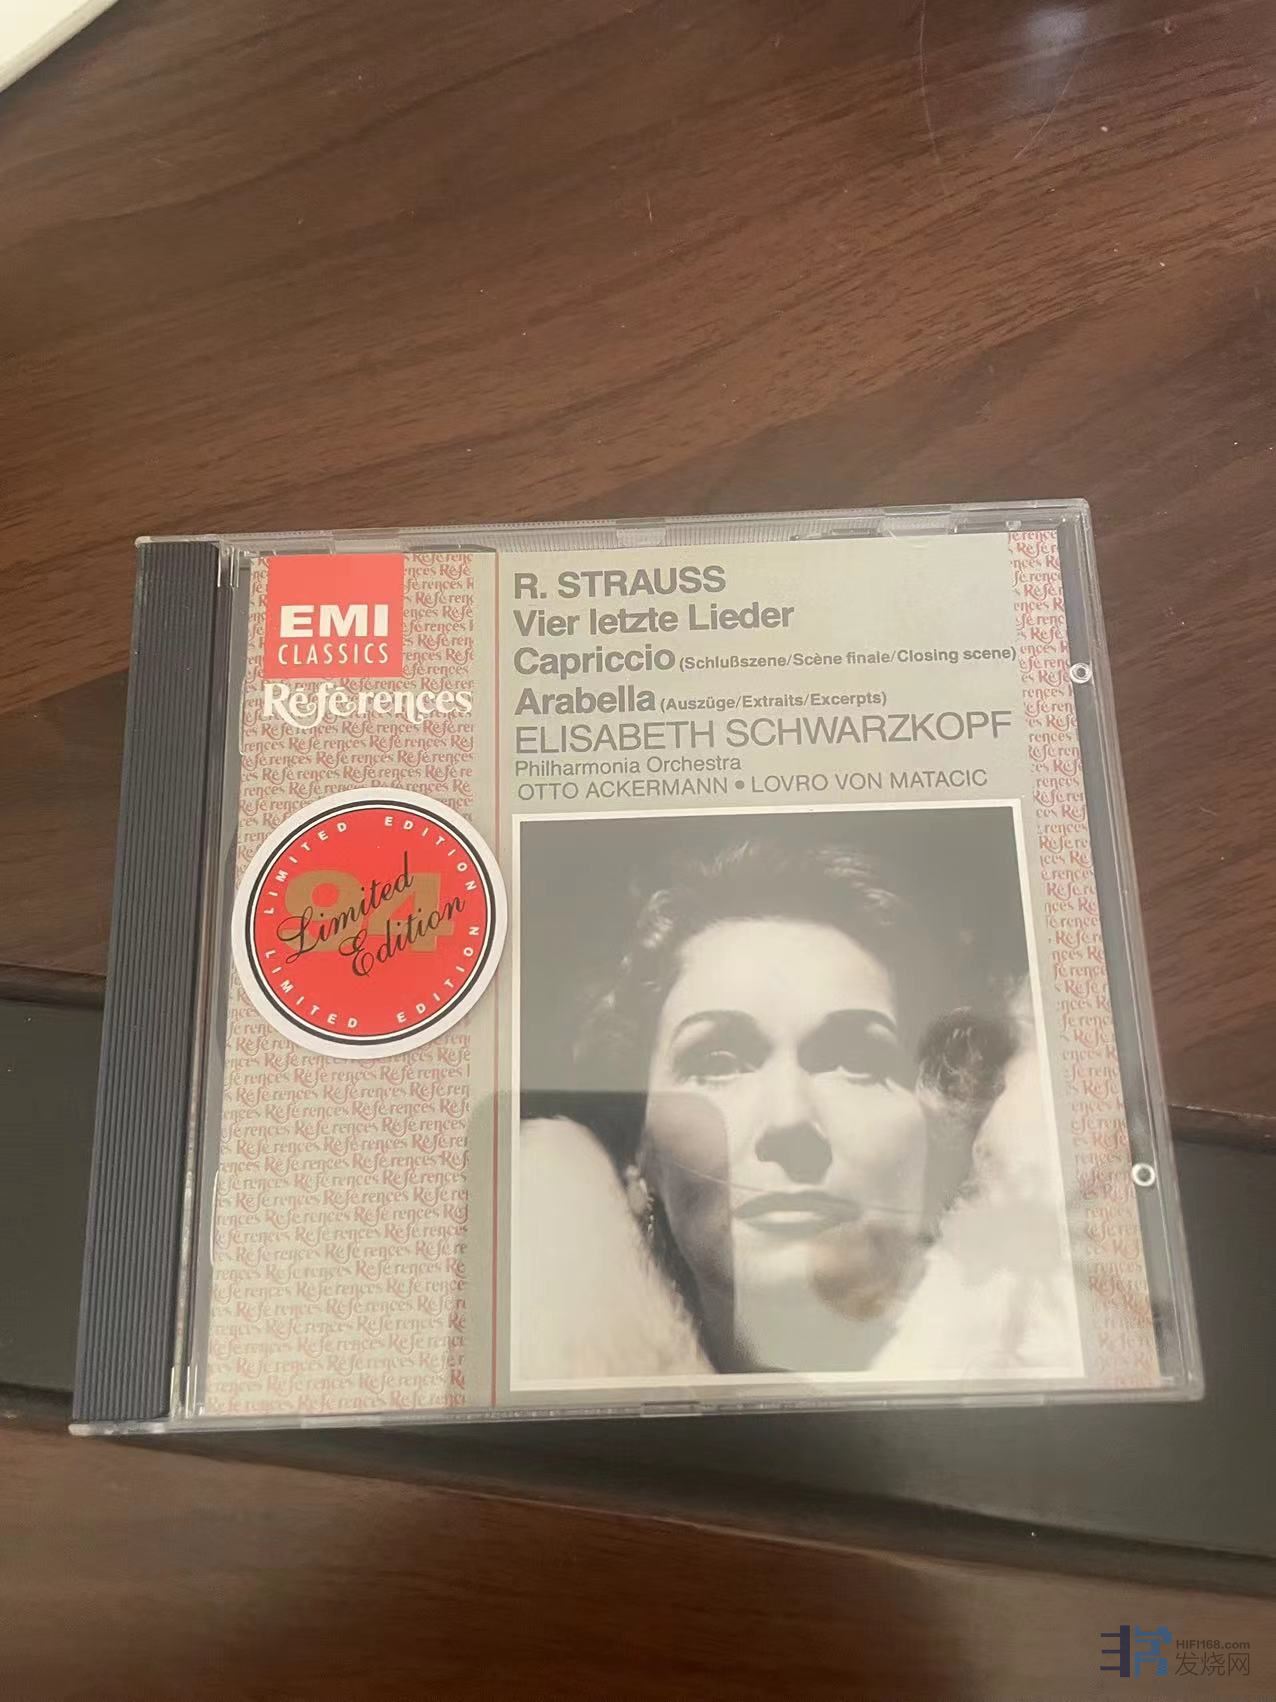 EMI
CLASSICS
Références
R. STRAUSS
Vier letzte Lieder
Capriccio (Schlußszene/Scène finale/Closing scene)
Arabella (Auszüge/Extraits/Excerpts)
ELISABETH SCHWARZKOPF
Philharmonia Orchestra
OTTO ACKERMANN • LOVRO VON MATACIC
LIMITED EDITION
94
Limited
Edition
LIMITED EDITION
HIFI168.com
发烧网